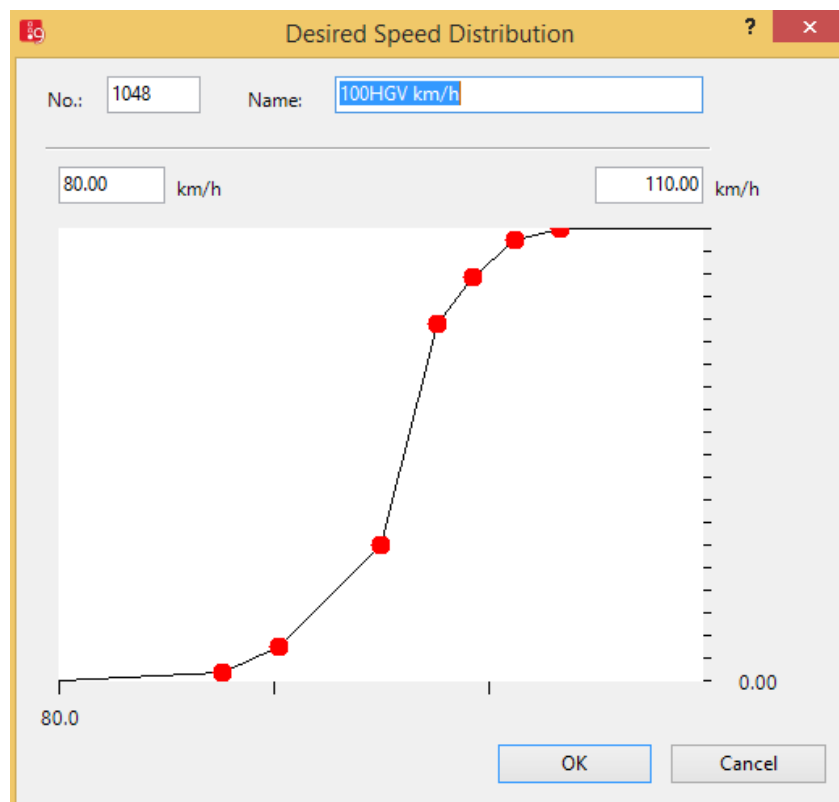 Desired Speed Distribution
?
No.: 1048 Name: 100HGV km/h
80.00 km/h 110.00 km/h
0.00
80.0
OK Cancel